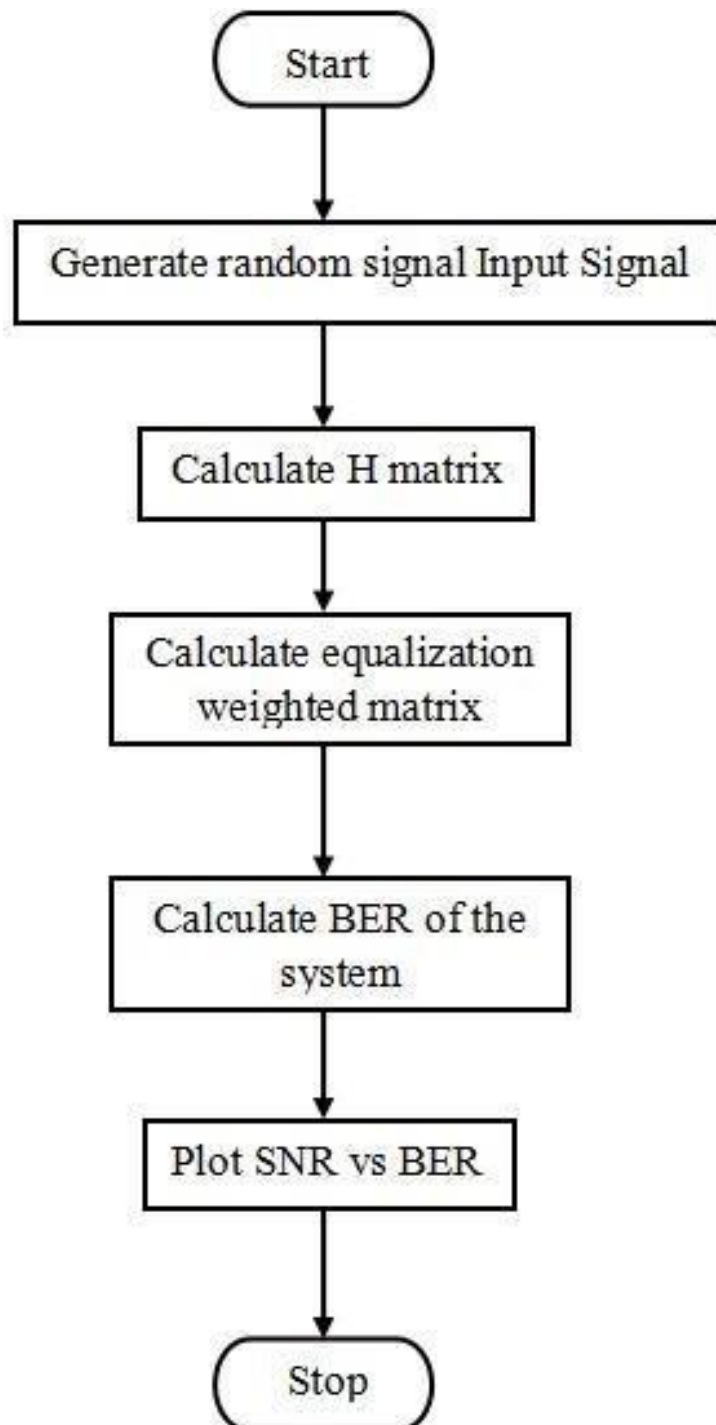 Start
Generate random signal Input Signal
Calculate H matrix
Calculate equalization
weighted matrix
Calculate BER of the
system
Plot SNR vs BER
Stop